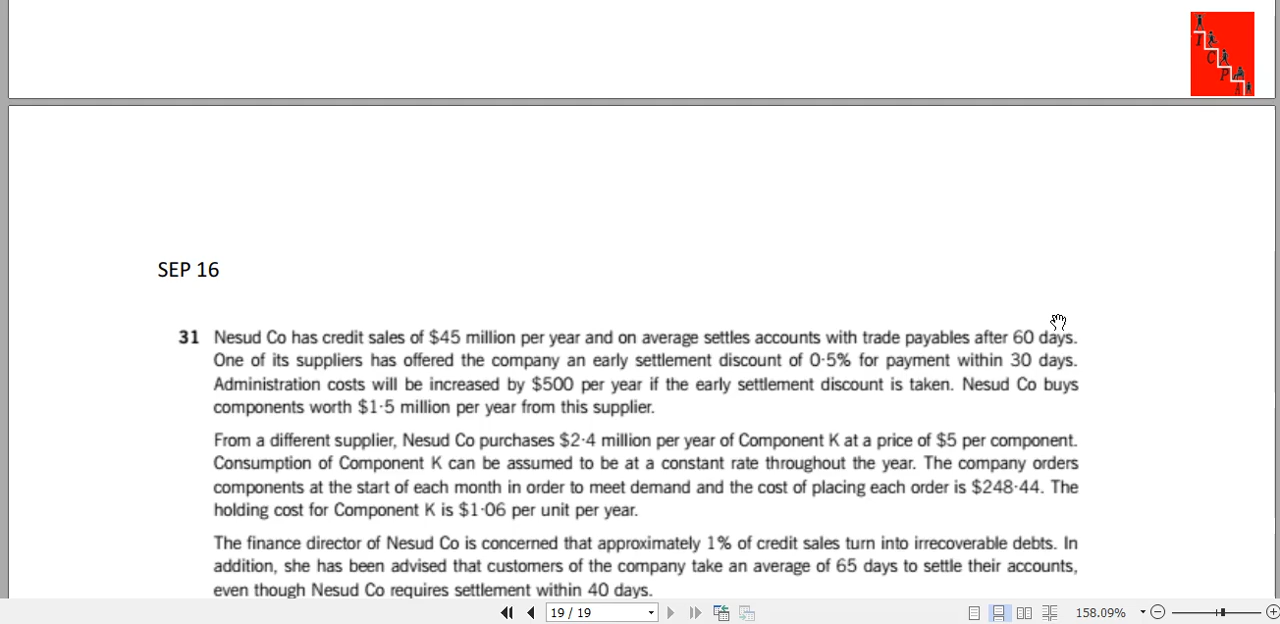 I
C
P
A
SEP 16
31 Nesud Co has credit sales of $45 million per year and on average settles accounts with trade payables after 60 days.
One of its suppliers has offered the company an early settlement discount of 0·5% for payment within 30 days.
Administration costs will be increased by $500 per year if the early settlement discount is taken. Nesud Co buys
components worth $1·5 million per year from this supplier.
From a different supplier, Nesud Co purchases $2·4 million per year of Component K at a price of $5 per component.
Consumption of Component K can be assumed to be at a constant rate throughout the year. The company orders
components at the start of each month in order to meet demand and the cost of placing each order is $248·44. The
holding cost for Component K is $1·06 per unit per year.
The finance director of Nesud Co is concerned that approximately 1% of credit sales turn into irrecoverable debts. In
addition, she has been advised that customers of the company take an average of 65 days to settle their accounts,
even though Nesud Co requires settlement within 40 days.
19 / 19
158.09%